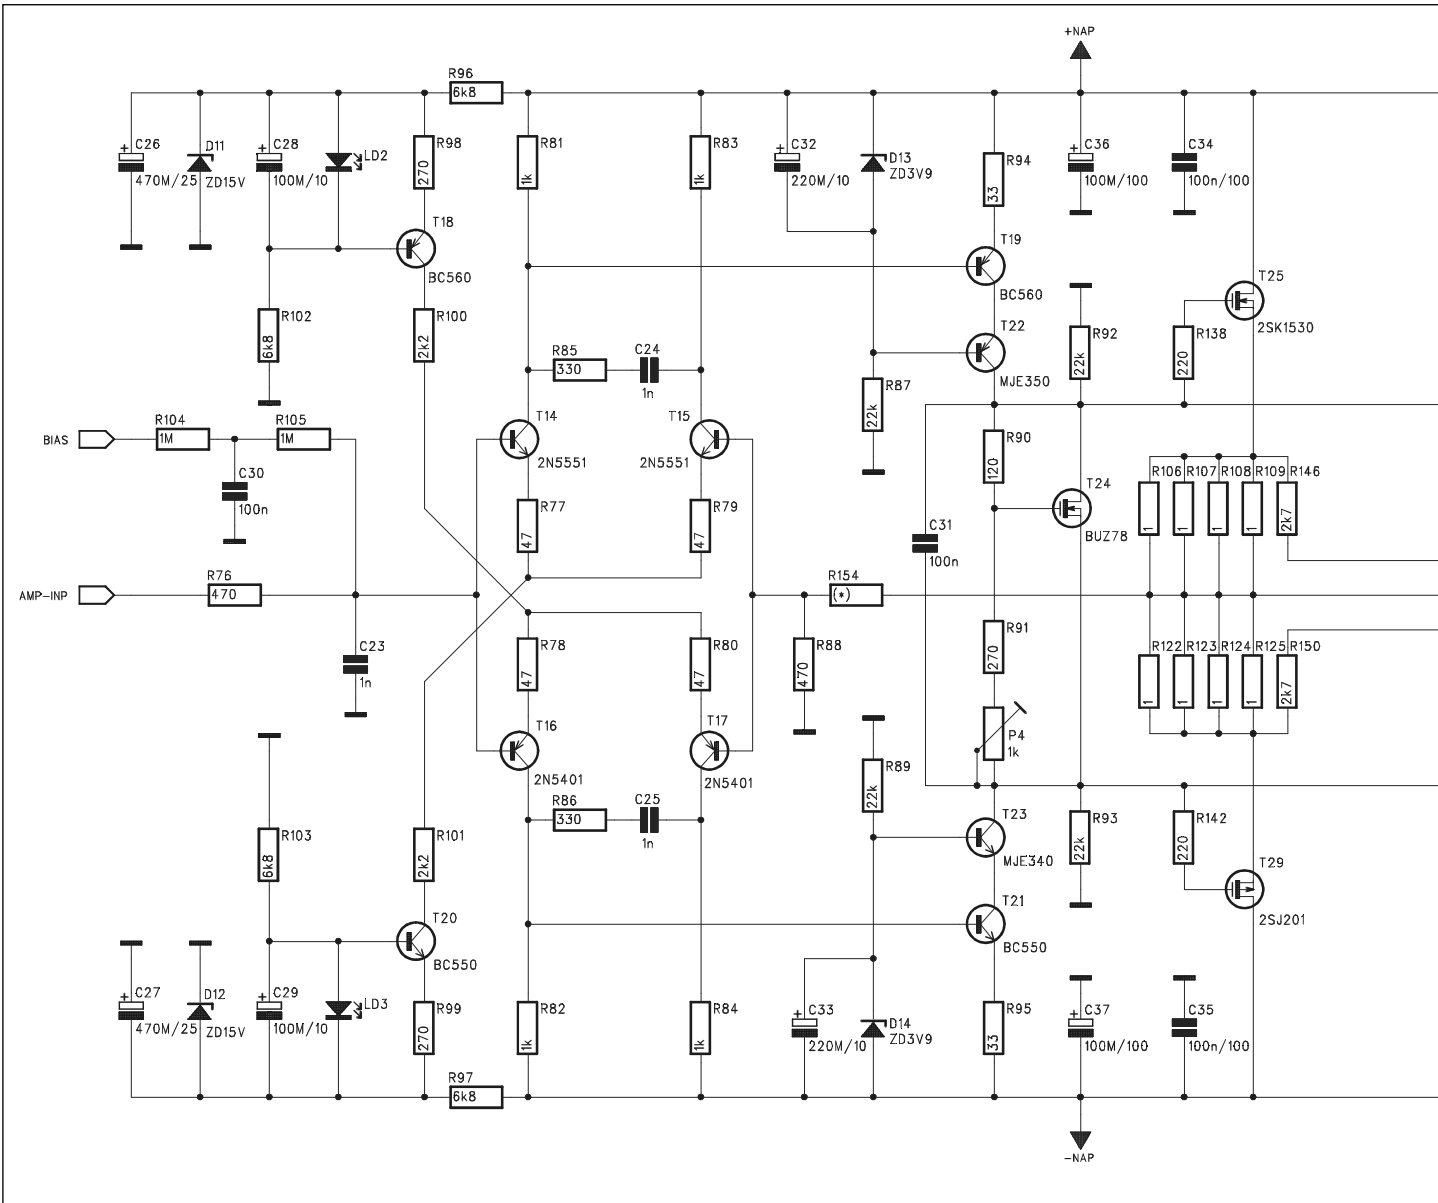 +NAP
R96
6k8
C26
+
470M/25
D11
ZD15V
C28
+
100M/10
LD2
R98
270
R81
1k
R83
1k
C32
+
220M/10
D13
ZD3V9
R94
33
C36
+
100M/100
C34
100n/100
T18
BC560
T19
BC560
T25
2SK1530
R102
6k8
R100
2k2
T22
MJE350
R92
22k
R138
220
R85
330
C24
1n
R87
22k
BIAS
R104
1M
R105
1M
T14
2N5551
T15
2N5551
R90
120
C30
100n
R77
47
R79
47
C31
100n
T24
BUZ78
R106
1
R107
1
R108
1
R109
1
R146
2k7
AMP-INP
R76
470
R154
(*)
C23
1n
R78
47
R80
47
R88
470
R91
270
R122
1
R123
1
R124
1
R125
1
R150
2k7
T16
2N5401
T17
2N5401
P4
1k
R89
22k
R86
330
C25
1n
R103
6k8
R101
2k2
T23
MJE340
R93
22k
R142
220
T29
2SJ201
T20
BC550
T21
BC550
C27
+
470M/25
D12
ZD15V
C29
+
100M/10
LD3
R99
270
R82
1k
R84
1k
C33
+
220M/10
D14
ZD3V9
R95
33
C37
+
100M/100
C35
100n/100
R97
6k8
-NAP